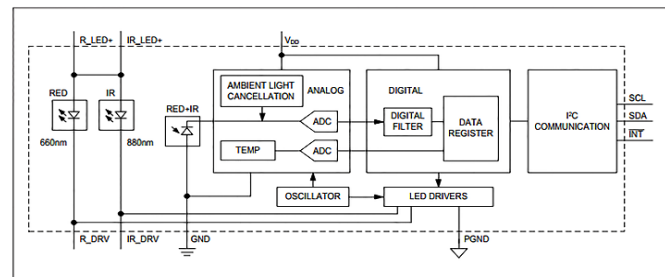 R_LED+ IR_LED+ VDD
RED IR
660nm 880nm
RED+IR
AMBIENT LIGHT
CANCELLATION
ANALOG
ADC
TEMP
ADC
DIGITAL
DIGITAL
FILTER
DATA
REGISTER
I²C
COMMUNICATION
SCL
SDA
INT
OSCILLATOR
LED DRIVERS
R_DRV IR_DRV GND PGND